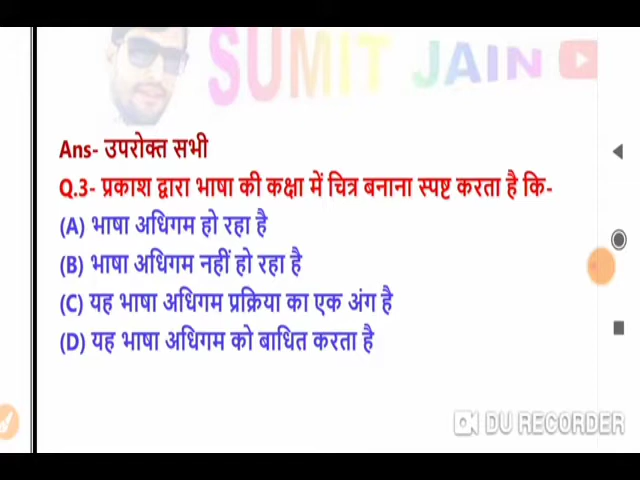 SUMIT JAIN
Ans- उपरोक्त सभी
Q.3- प्रकाश द्वारा भाषा की कक्षा में चित्र बनाना स्पष्ट करता है कि-
(A) भाषा अधिगम हो रहा है
(B) भाषा अधिगम नहीं हो रहा है
(C) यह भाषा अधिगम प्रक्रिया का एक अंग है
(D) यह भाषा अधिगम को बाधित करता है
DU RECORDER